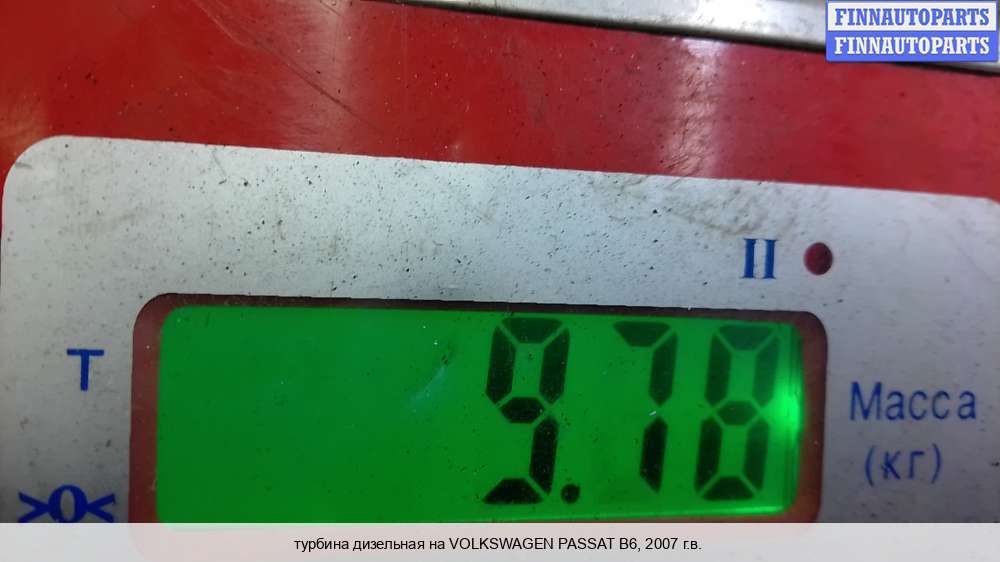 FINNAUTOPARTS
FINNAUTOPARTS
II
9.78
T
Масса
(кг)
>0<
турбина дизельная на VOLKSWAGEN PASSAT B6, 2007 г.в.